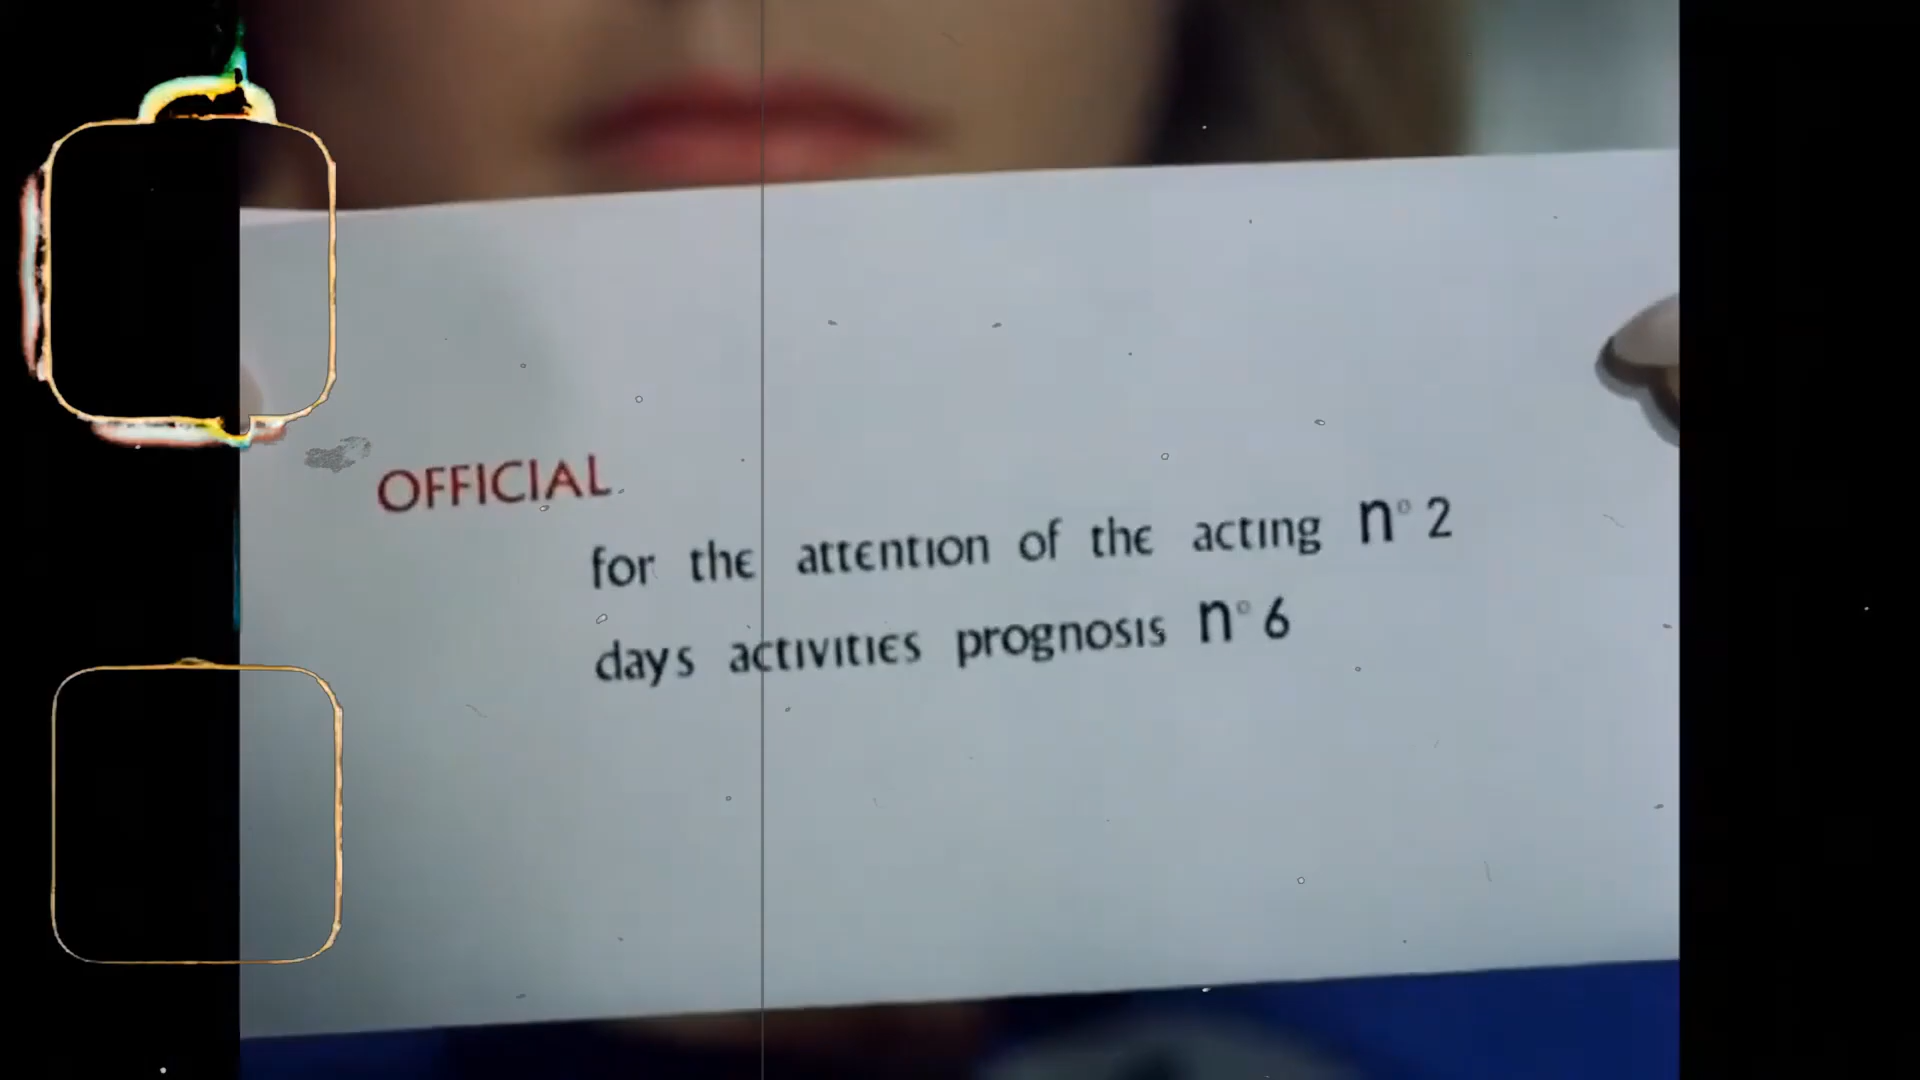 OFFICIAL
for the attention of the acting n° 2
days activities prognosis n° 6